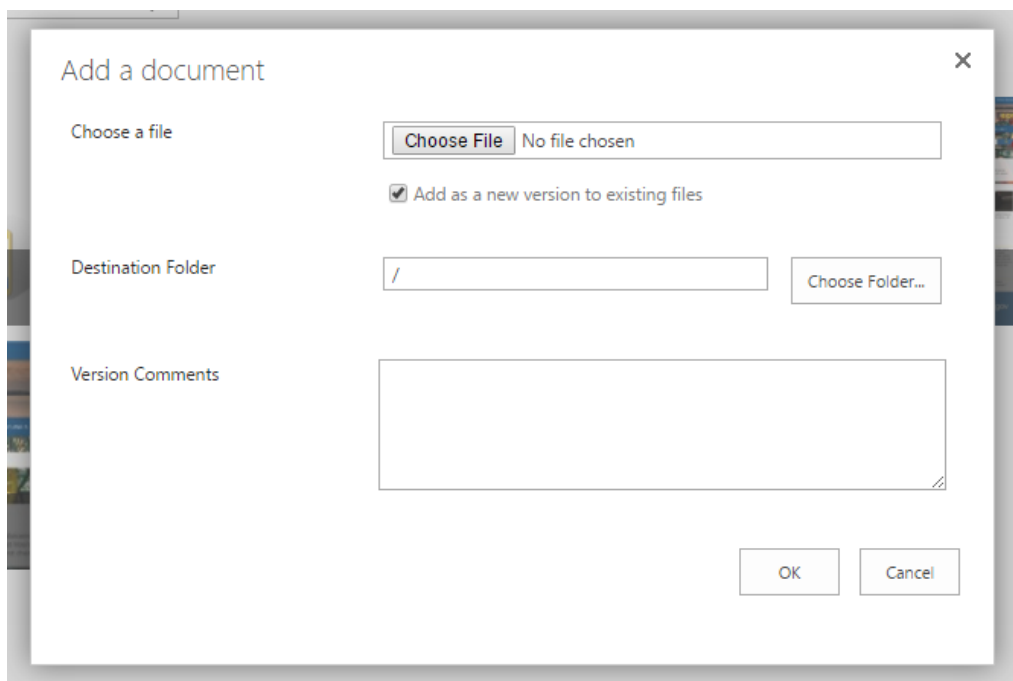 Add a document
Choose a file
Choose File No file chosen
Add as a new version to existing files
Destination Folder
/
Choose Folder...
Version Comments
OK
Cancel